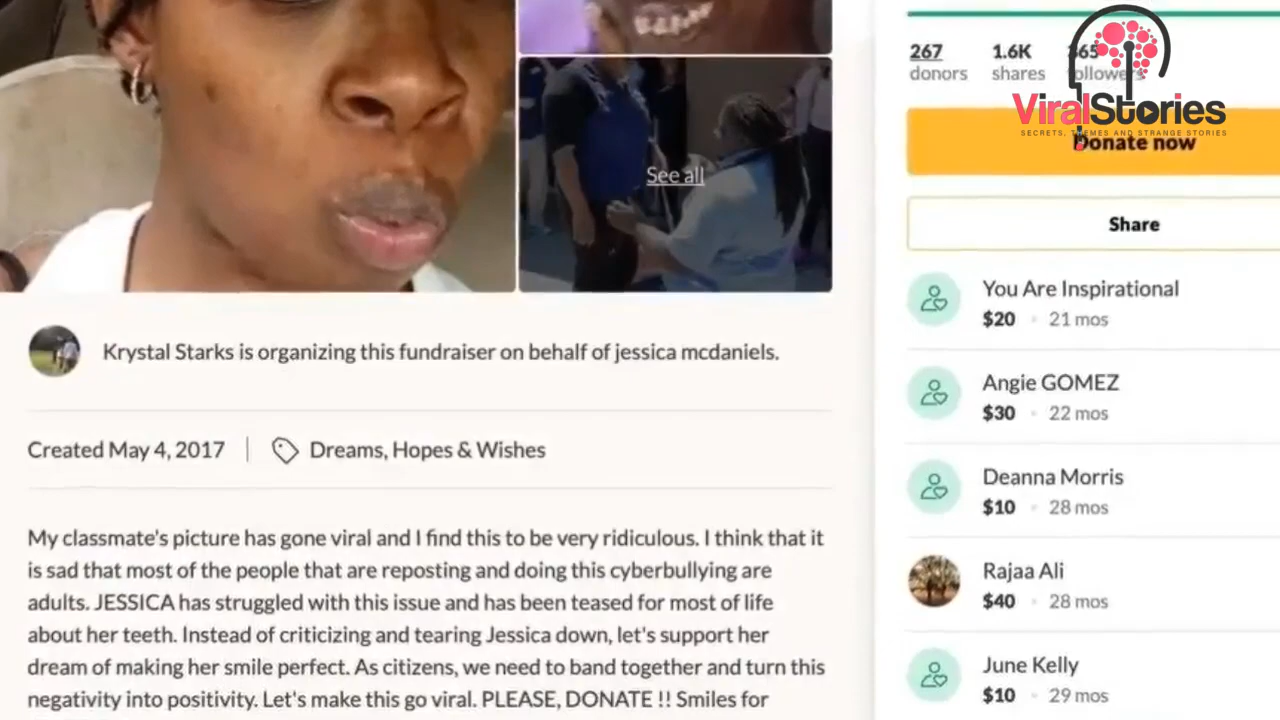 267
donors
1.6K
shares
365
followers
ViralStories
SECRETS, THEMES AND STRANGE STORIES
Donate now
See all
Share
You Are Inspirational
$20 • 21 mos
Krystal Starks is organizing this fundraiser on behalf of jessica mcdaniels.
Angie GOMEZ
$30 • 22 mos
Created May 4, 2017
Dreams, Hopes & Wishes
Deanna Morris
$10 • 28 mos
My classmate's picture has gone viral and I find this to be very ridiculous. I think that it
is sad that most of the people that are reposting and doing this cyberbullying are
adults. JESSICA has struggled with this issue and has been teased for most of life
about her teeth. Instead of criticizing and tearing Jessica down, let's support her
dream of making her smile perfect. As citizens, we need to band together and turn this
negativity into positivity. Let's make this go viral. PLEASE, DONATE !! Smiles for
Rajaa Ali
$40 • 28 mos
June Kelly
$10 • 29 mos